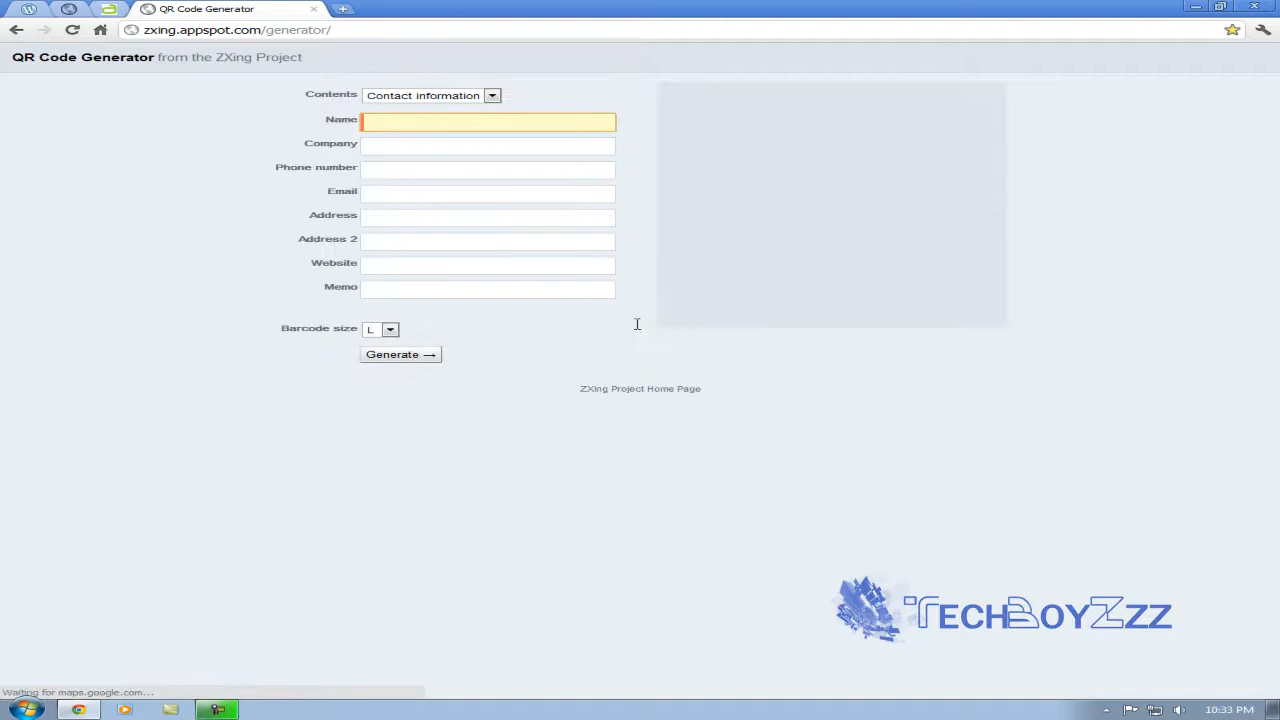 QR Code Generator
zxing.appspot.com/generator/
QR Code Generator from the ZXing Project
Contents Contact information
Name
Company
Phone number
Email
Address
Address 2
Website
Memo
Barcode size L
Generate →
ZXing Project Home Page
TECHBOYZZZ
Waiting for maps.google.com...
10:33 PM